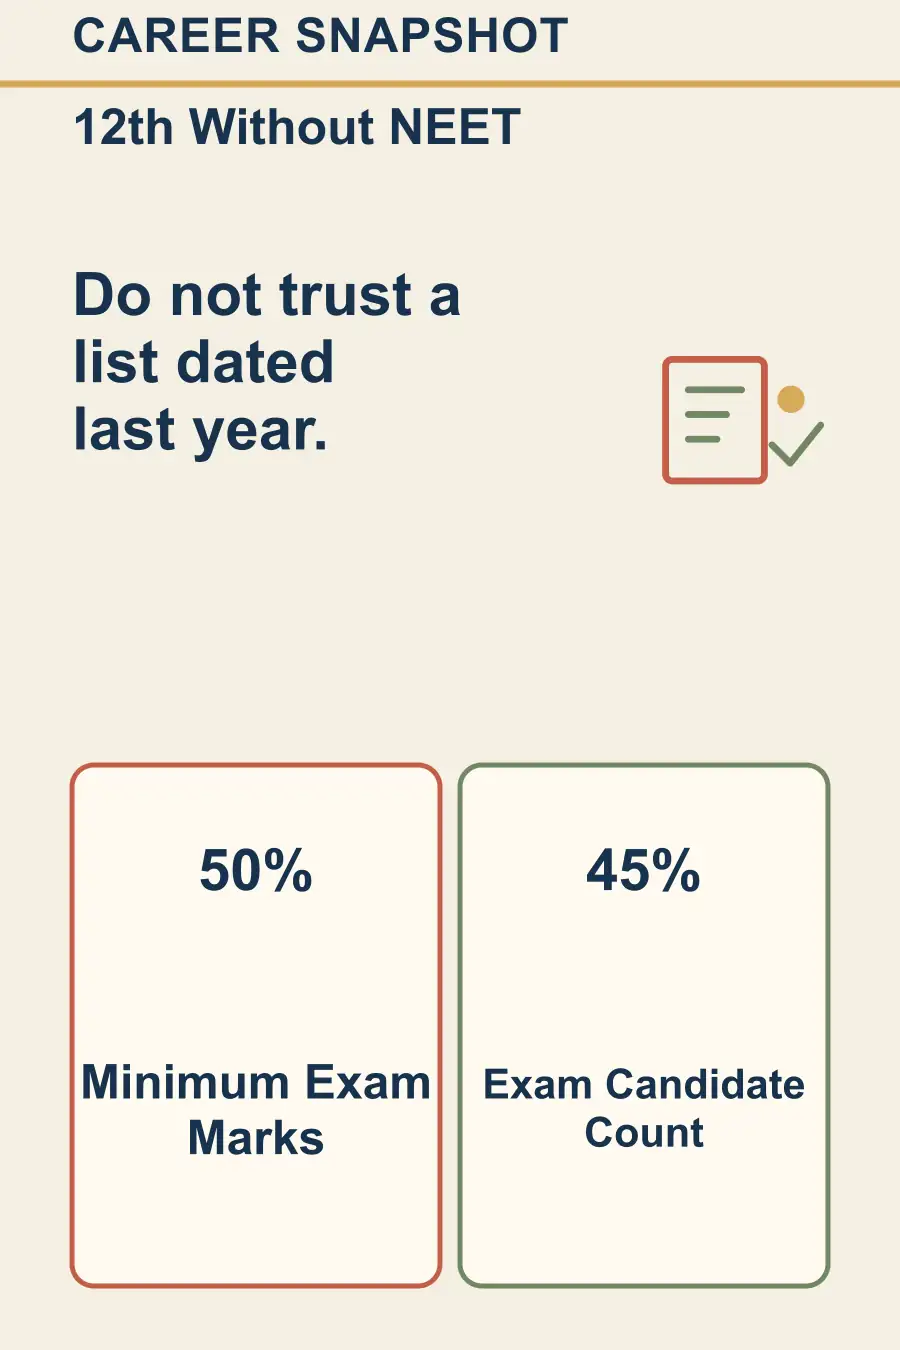 CAREER SNAPSHOT
12th Without NEET
Do not trust a
list dated
last year.
50%
Minimum Exam
Marks
45%
Exam Candidate
Count